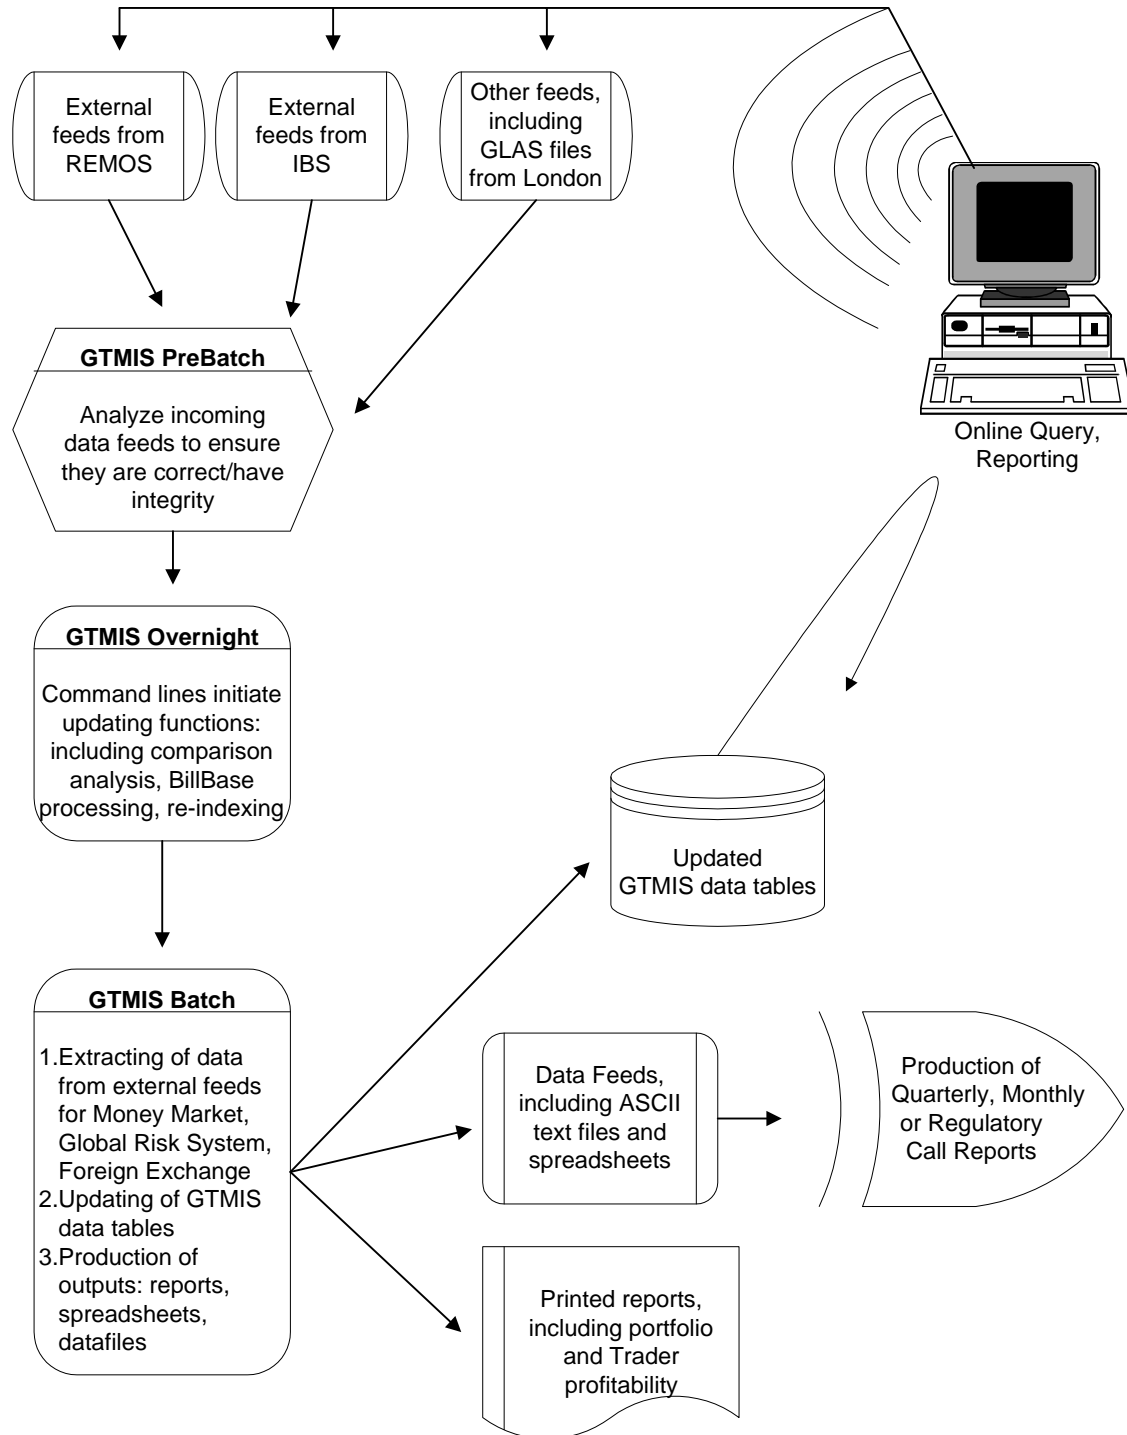 External
feeds from
REMOS
External
feeds from
IBS
Other feeds,
including
GLAS files
from London
GTMIS PreBatch
Analyze incoming
data feeds to ensure
they are correct/have
integrity
Online Query,
Reporting
GTMIS Overnight
Command lines initiate
updating functions:
including comparison
analysis, BillBase
processing, re-indexing
Updated
GTMIS data tables
GTMIS Batch
1.Extracting of data
from external feeds
for Money Market,
Global Risk System,
Foreign Exchange
2.Updating of GTMIS
data tables
3.Production of
outputs: reports,
spreadsheets,
datafiles
Data Feeds,
including ASCII
text files and
spreadsheets
Production of
Quarterly, Monthly
or Regulatory
Call Reports
Printed reports,
including portfolio
and Trader
profitability